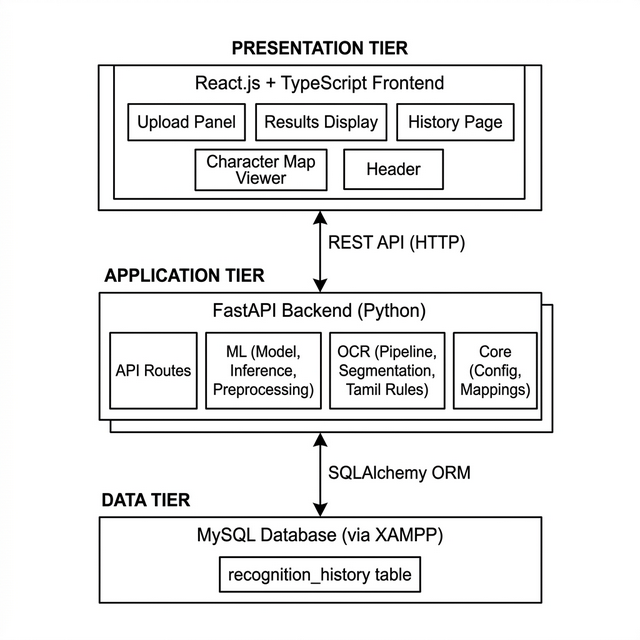 PRESENTATION TIER
React.js + TypeScript Frontend
Upload Panel
Results Display
History Page
Character Map
Viewer
Header
REST API (HTTP)
APPLICATION TIER
FastAPI Backend (Python)
API Routes
ML (Model,
Inference,
Preprocessing)
OCR (Pipeline,
Segmentation,
Tamil Rules)
Core
(Config,
Mappings)
SQLAlchemy ORM
DATA TIER
MySQL Database (via XAMPP)
recognition_history table